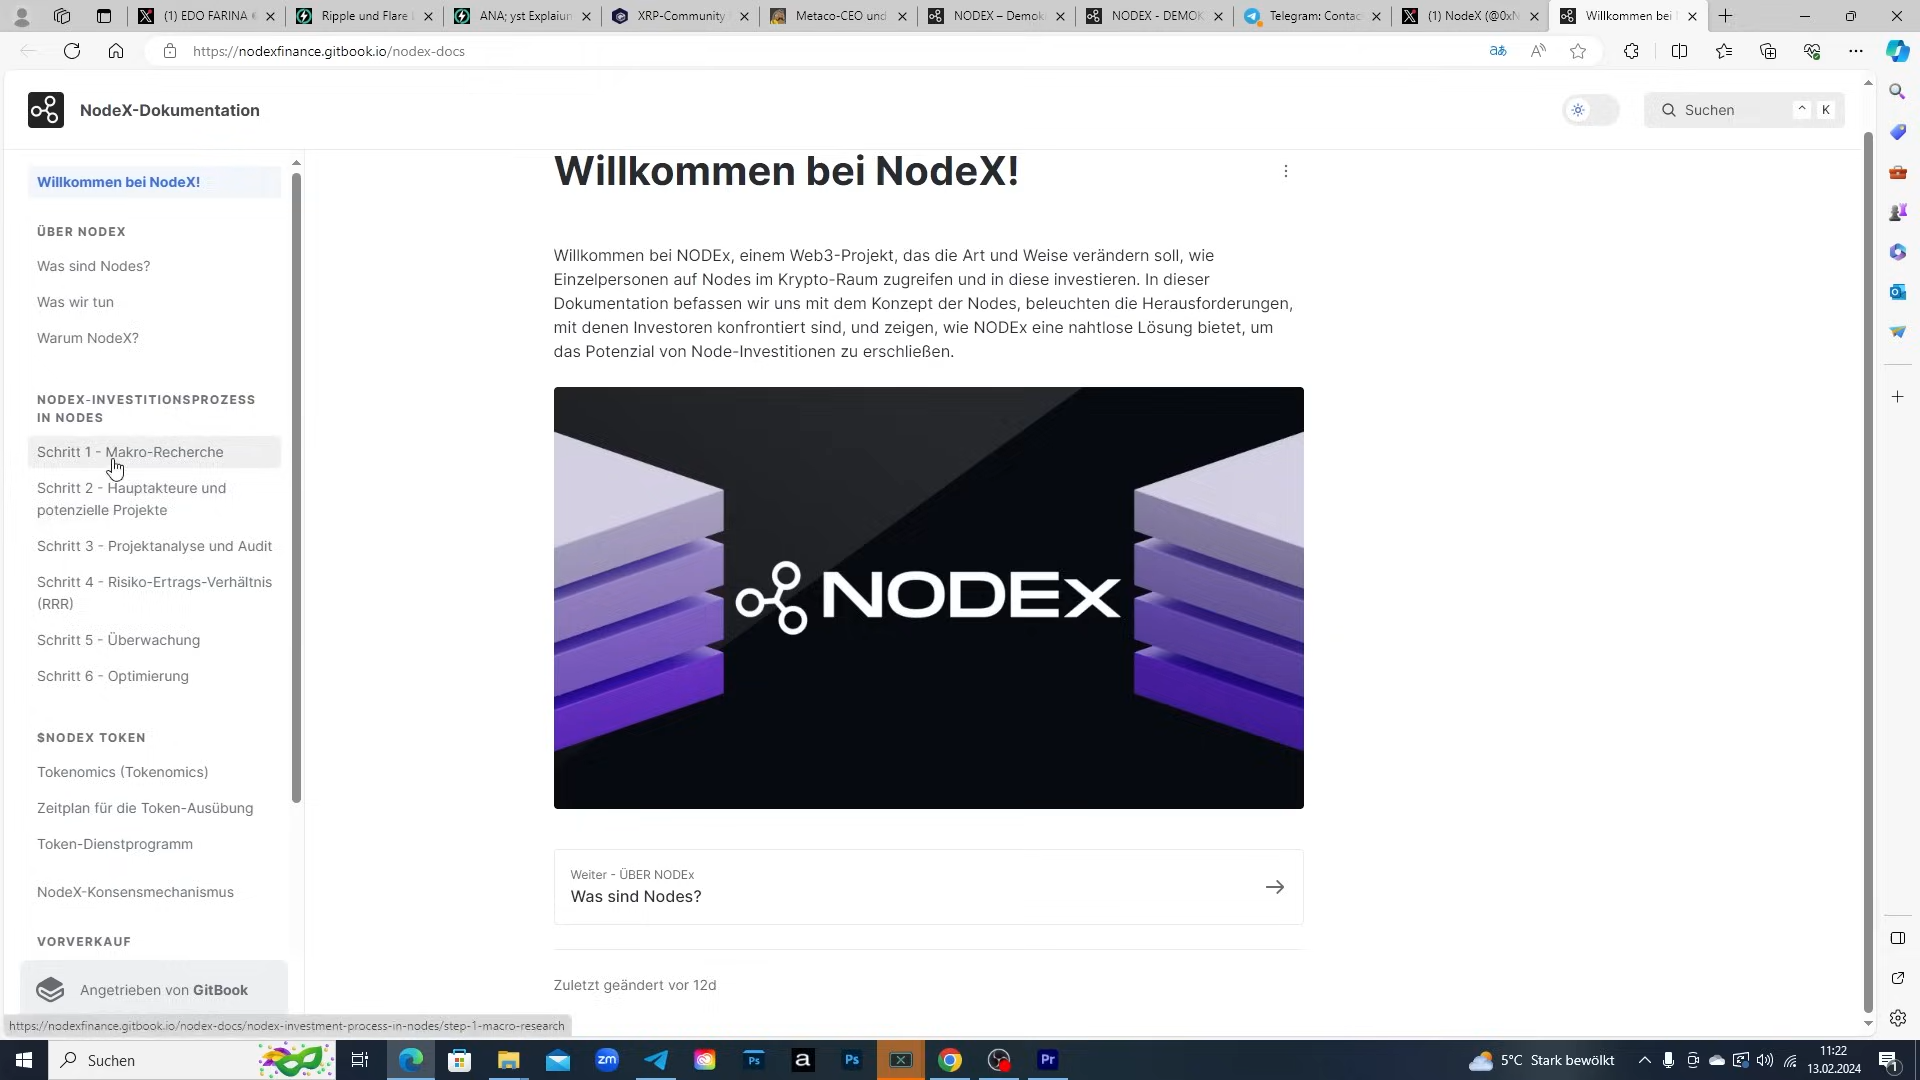 (1) EDO FARINA
Ripple und Flare
ANA; yst Explaiun
XRP-Community
Metaco-CEO und
NODEX – Demok
NODEX - DEMOK
Telegram: Contac
(1) NodeX (@0xN
Willkommen bei
https://nodexfinance.gitbook.io/nodex-docs
NodeX-Dokumentation
Suchen
^
K
Willkommen bei NodeX!
ÜBER NODEX
Was sind Nodes?
Was wir tun
Warum NodeX?
NODEX-INVESTITIONSPROZESS
IN NODES
Schritt 1 - Makro-Recherche
Schritt 2 - Hauptakteure und
potenzielle Projekte
Schritt 3 - Projektanalyse und Audit
Schritt 4 - Risiko-Ertrags-Verhältnis
(RRR)
Schritt 5 - Überwachung
Schritt 6 - Optimierung
$NODEX TOKEN
Tokenomics (Tokenomics)
Zeitplan für die Token-Ausübung
Token-Dienstprogramm
NodeX-Konsensmechanismus
VORVERKAUF
Angetrieben von GitBook
https://nodexfinance.gitbook.io/nodex-docs/nodex-investment-process-in-nodes/step-1-macro-research
Willkommen bei NodeX!
Willkommen bei NODEx, einem Web3-Projekt, das die Art und Weise verändern soll, wie
Einzelpersonen auf Nodes im Krypto-Raum zugreifen und in diese investieren. In dieser
Dokumentation befassen wir uns mit dem Konzept der Nodes, beleuchten die Herausforderungen,
mit denen Investoren konfrontiert sind, und zeigen, wie NODEx eine nahtlose Lösung bietet, um
das Potenzial von Node-Investitionen zu erschließen.
NODEx
Weiter - ÜBER NODEx
Was sind Nodes?
Zuletzt geändert vor 12d
Suchen
zm
Ps
a
Ps
Pr
5°C Stark bewölkt
11:22
13.02.2024
1